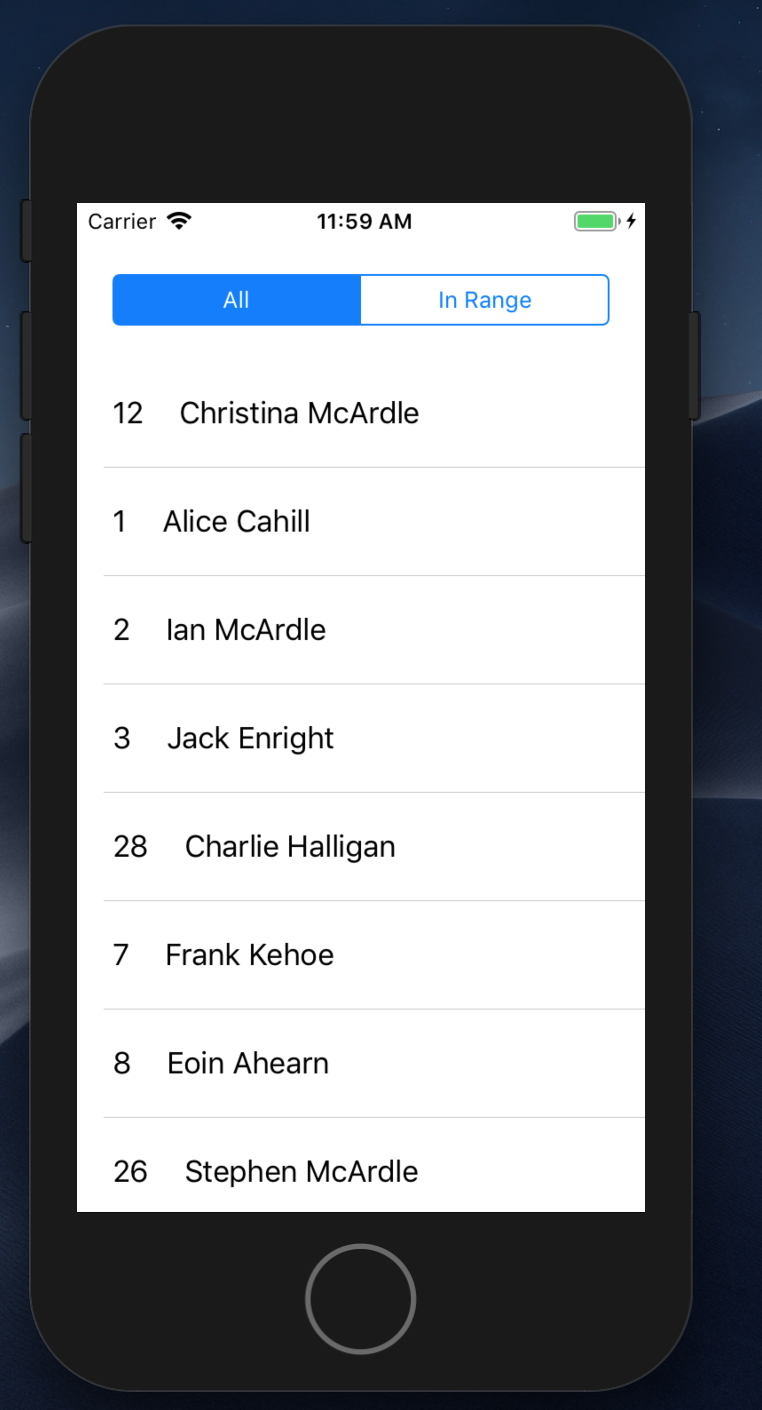 Carrier 11:59 AM
All In Range
12 Christina McArdle
1 Alice Cahill
2 Ian McArdle
3 Jack Enright
28 Charlie Halligan
7 Frank Kehoe
8 Eoin Ahearn
26 Stephen McArdle